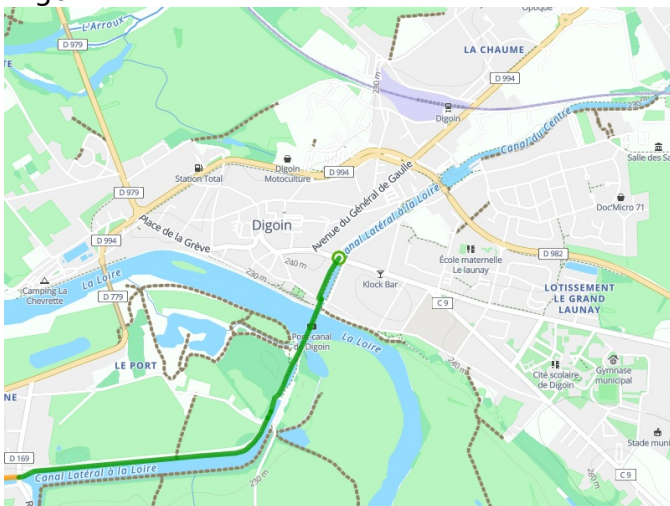 L'Arroux
D 979
LA CHAUME
D 994
230 m
Digoin
Canal du Centre
230 m
Salle des Sa
Station Total
Digoin
Motoculture
D 994
D 979
Avenue du Général de Gaulle
Doc'Micro 71
Place de la Grève
Digoin
Canal Latéral à la Loire
D 994
École maternelle
Le launay
D 982
240 m
La Loire
230 m
Camping La
Chevrette
Klock Bar
LOTISSEMENT
LE GRAND
LAUNAY
D 779
C 9
Pont-canal
de Digoin
La Loire
LE PORT
240 m
Cité scolaire
de Digoin
Gymnase
municipal
NE
Stade muni
D 169
Canal Latéral à la Loire
230 m
C 9
260 m